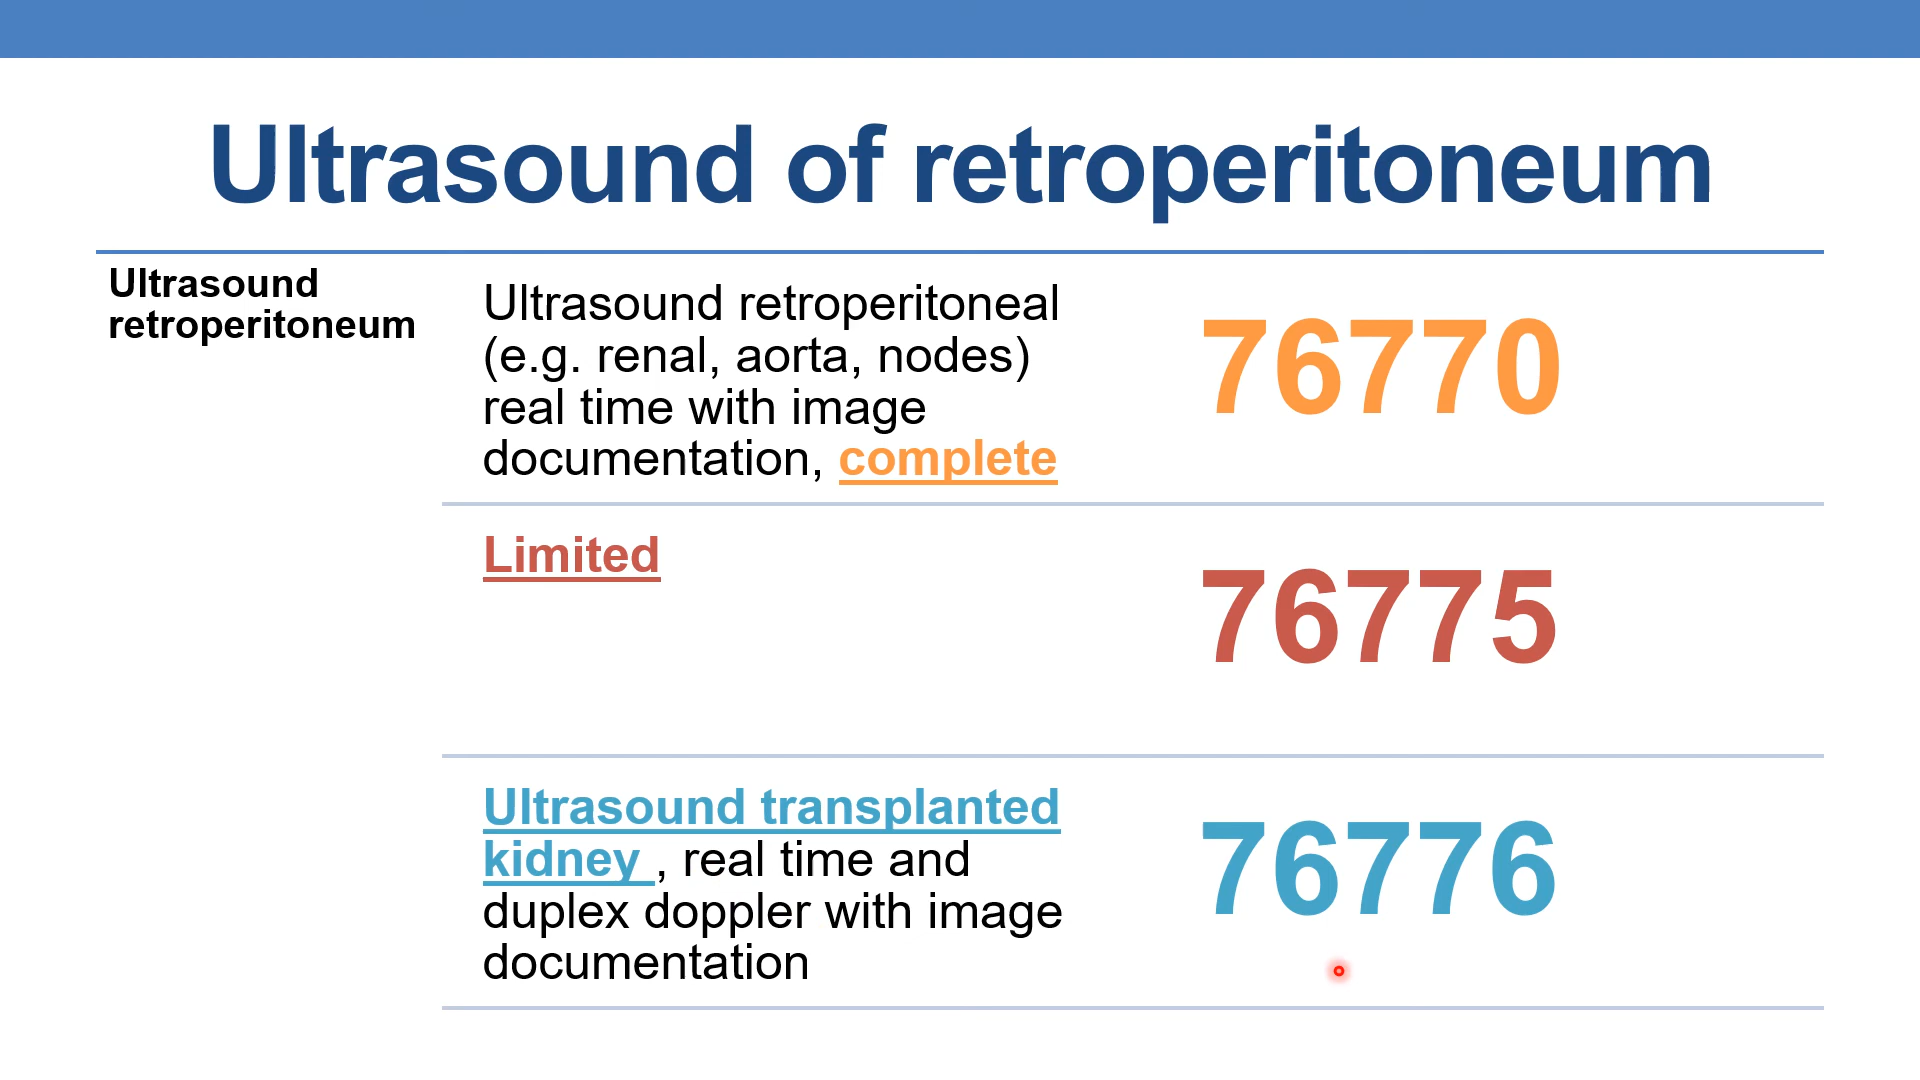 Ultrasound of retroperitoneum
Ultrasound
retroperitoneum
Ultrasound retroperitoneal
(e.g. renal, aorta, nodes)
real time with image
documentation, complete
76770
Limited
76775
Ultrasound transplanted
kidney , real time and
duplex doppler with image
documentation
76776